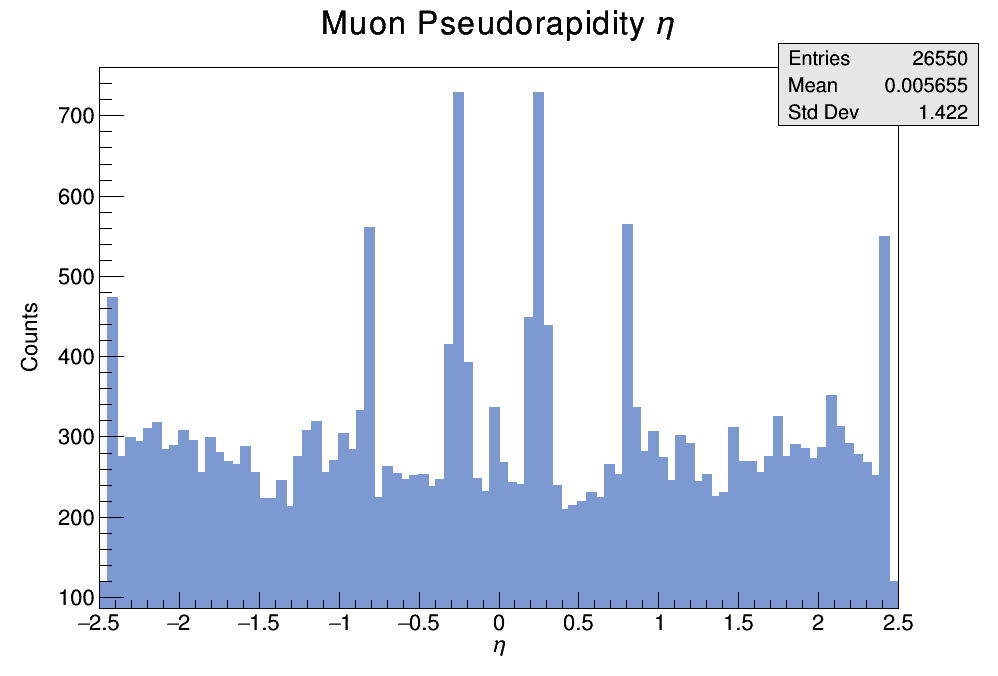 Muon Pseudorapidity η
Entries 26550
Mean 0.005655
Std Dev 1.422
700
600
500
400
300
200
100
Counts
−2.5 −2 −1.5 −1 −0.5 0 0.5 1 1.5 2 2.5
η